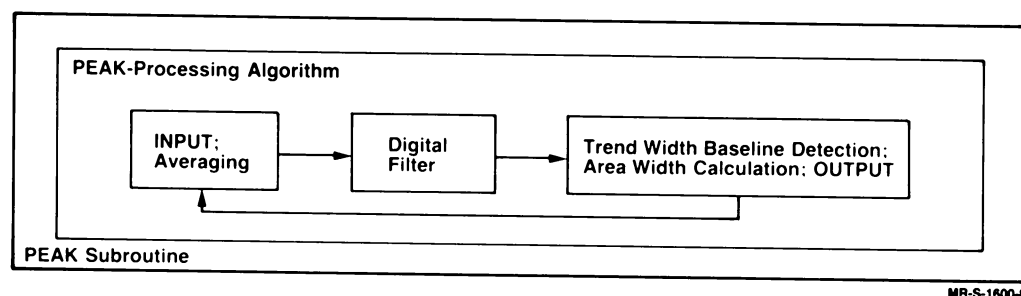 PEAK-Processing Algorithm
INPUT;
Averaging
Digital
Filter
Trend Width Baseline Detection;
Area Width Calculation; OUTPUT
PEAK Subroutine